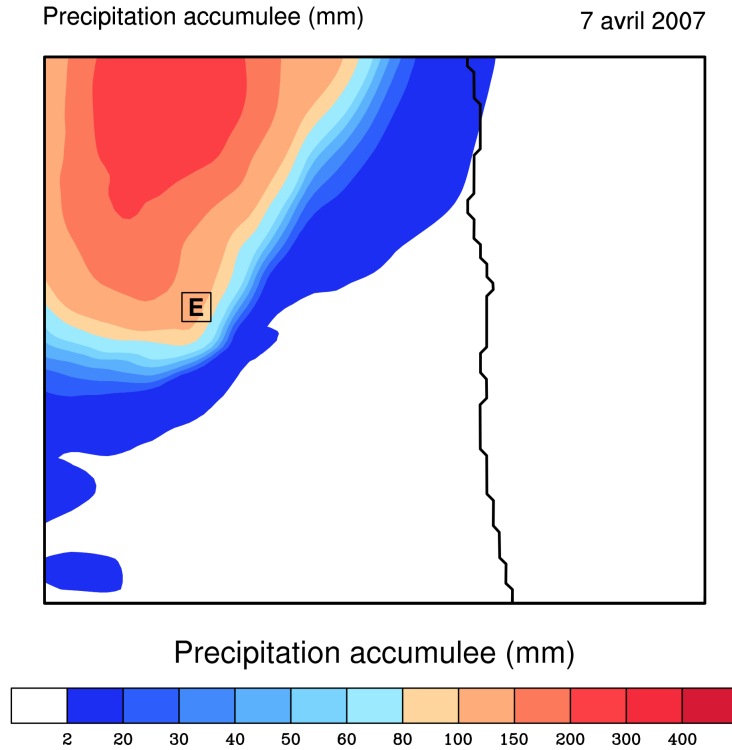 Precipitation accumulee (mm) 7 avril 2007
E
Precipitation accumulee (mm)
2 20 30 40 60 80 100 150 200 300 400